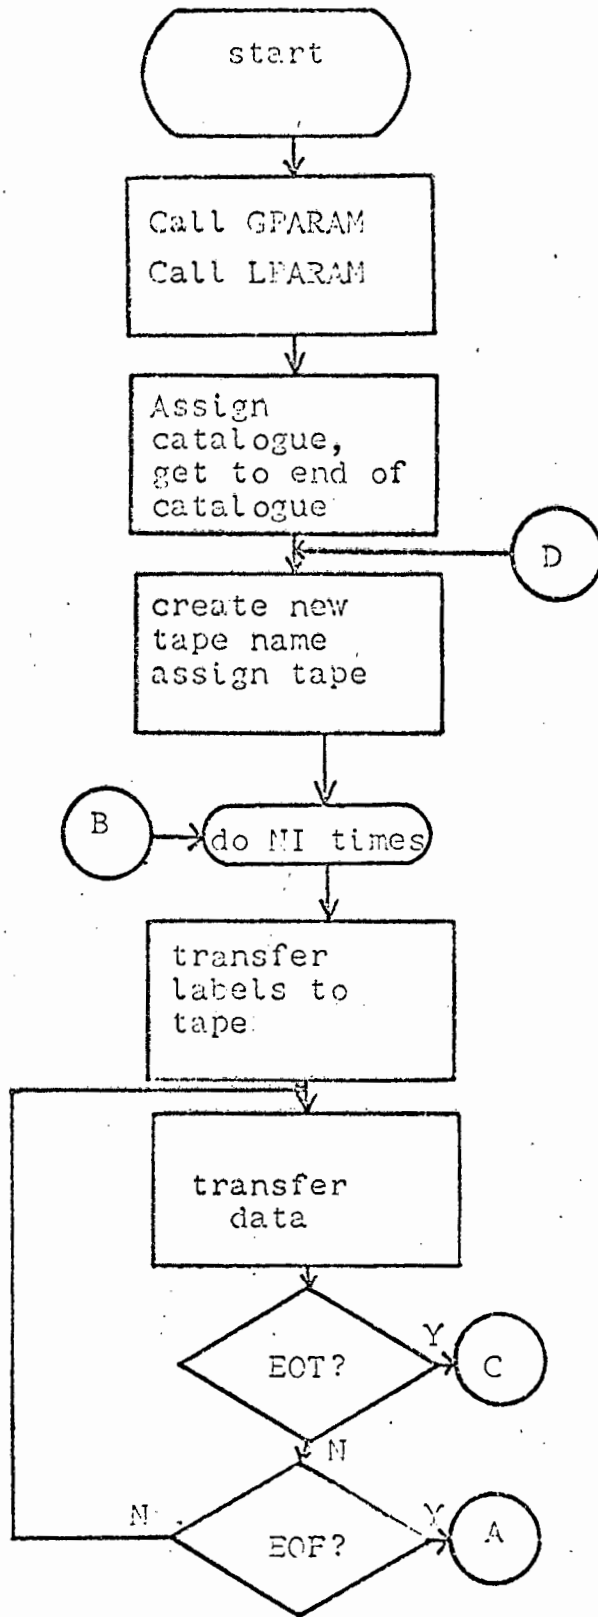 start
Call GPARAM
Call LPARAM
Assign
catalogue,
get to end of
catalogue
D
create new
tape name
assign tape
B
do NI times
transfer
labels to
tape
transfer
data
EOT?
Y
C
N
N
EOF?
Y
A